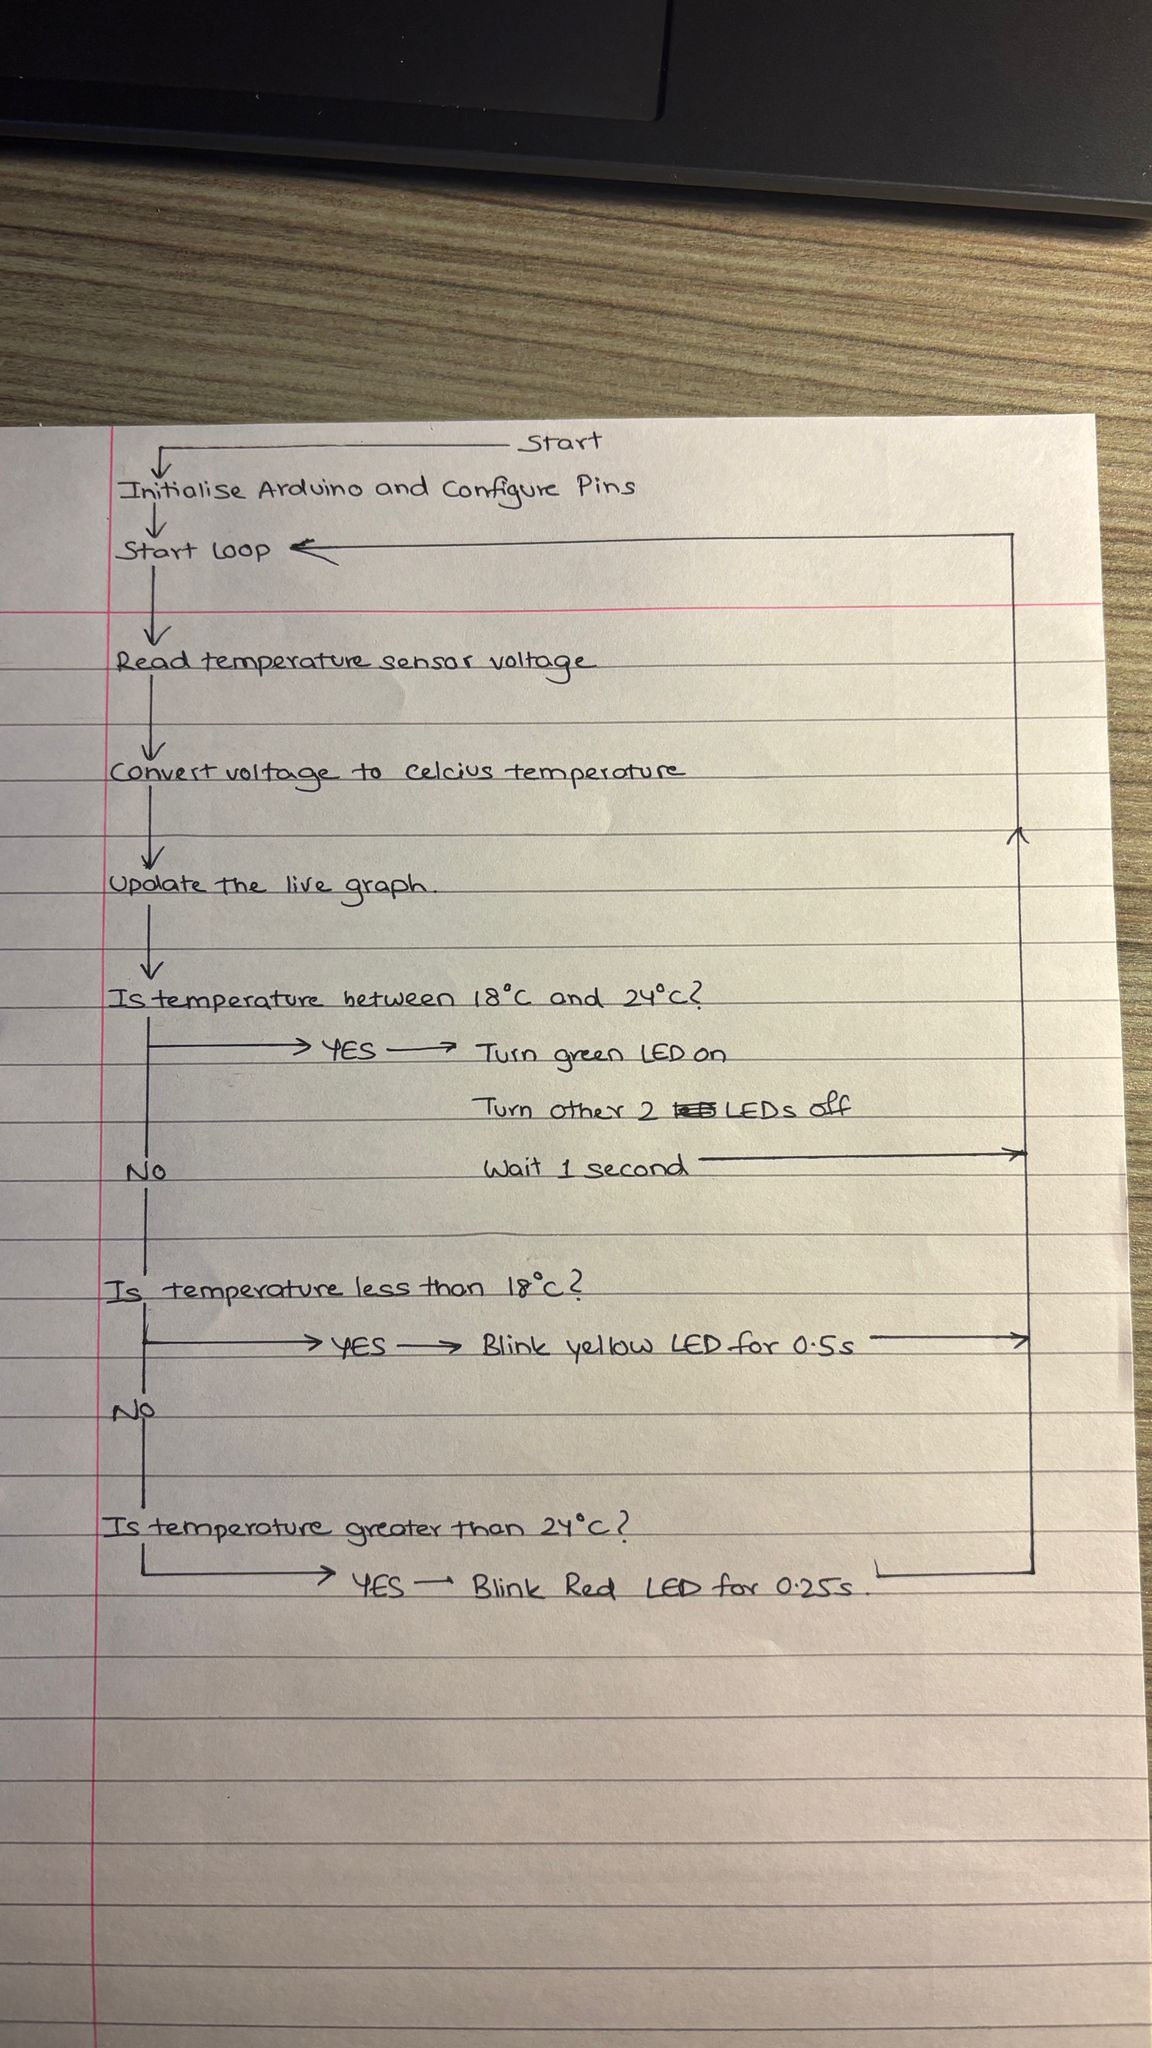 Start
Initialise Arduino and Configure Pins
Start Loop
Read temperature sensor voltage
Convert voltage to celcius temperature
Update the live graph.
Is temperature between 18°C and 24°C?
YES Turn green LED on
Turn other 2 LEDs off
No Wait 1 second
Is temperature less than 18°C?
YES Blink yellow LED for 0.5s
No
Is temperature greater than 24°C?
YES Blink Red LED for 0.25s.